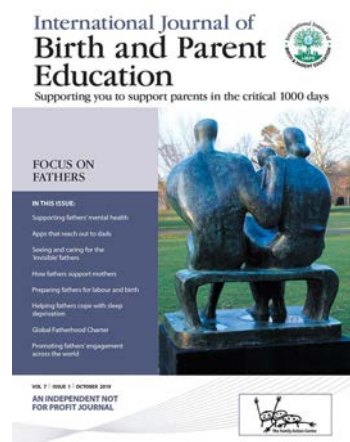 International Journal of
Birth and Parent
Education
Supporting you to support parents in the critical 1000 days
FOCUS ON
FATHERS
IN THIS ISSUE:
Supporting fathers' mental health
Apps that reach out to dads
Seeing and caring for the
'invisible' fathers
How fathers support mothers
Preparing fathers for labour and birth
Helping fathers cope with sleep
deprivation
Global Fatherhood Charter
Promoting fathers' engagement
across the world
VOL 7 | ISSUE 1 | OCTOBER 2019
AN INDEPENDENT NOT
FOR PROFIT JOURNAL
The Family Action Centre